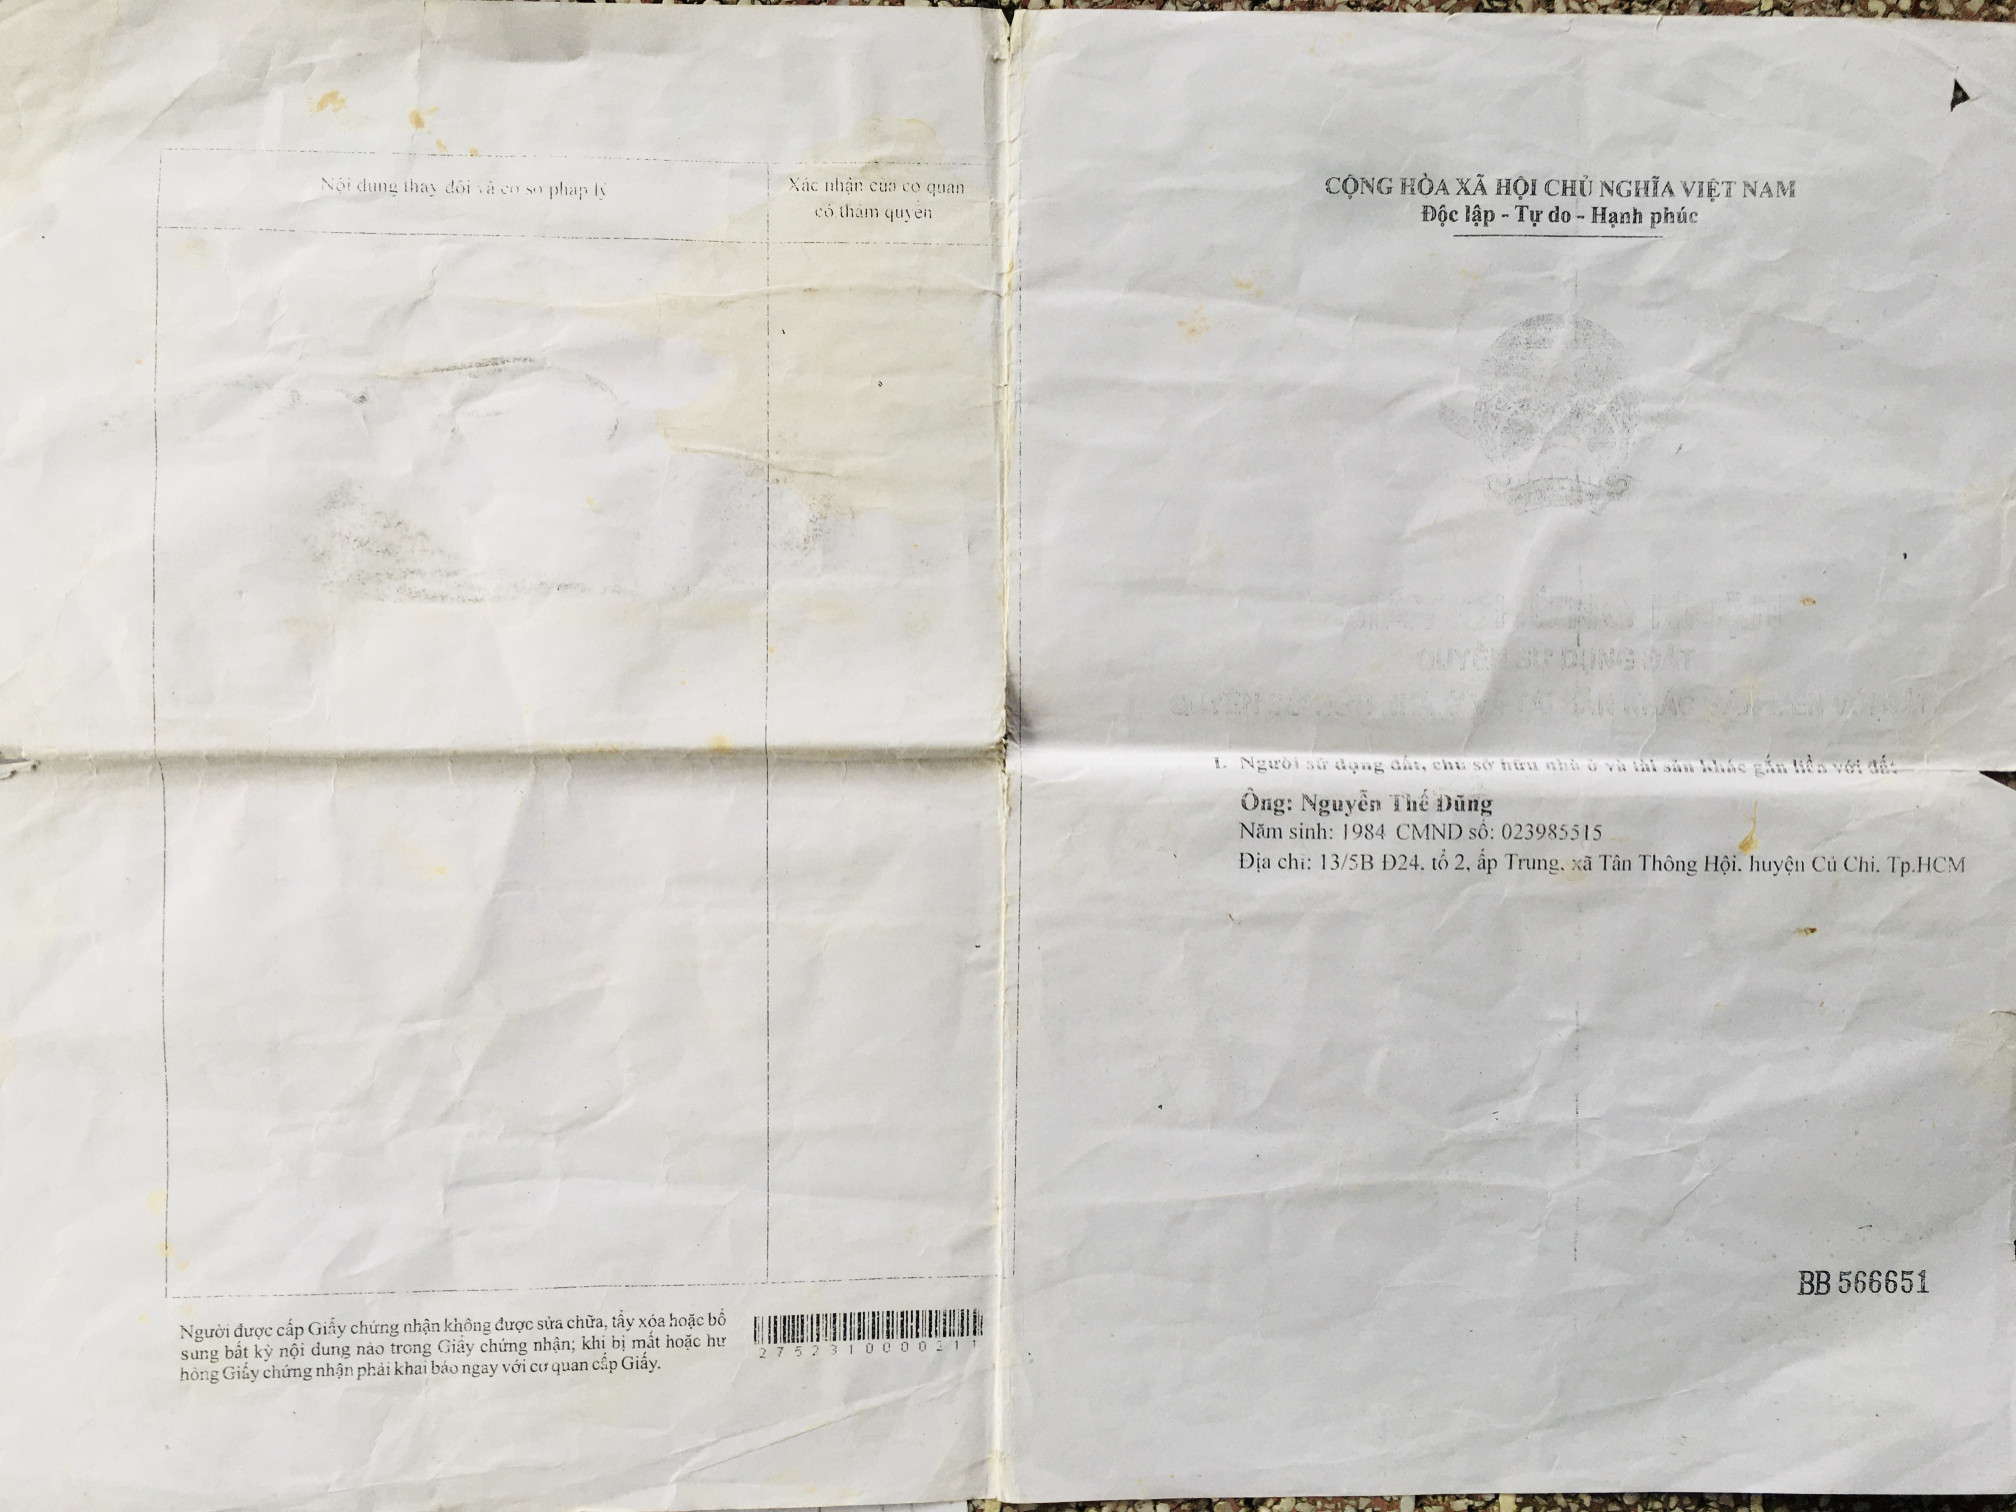 Nội dung thay đổi và cơ sở pháp lý
Xác nhận của cơ quan
có thẩm quyền
Người được cấp Giấy chứng nhận không được sửa chữa, tẩy xóa hoặc bổ
sung bất kỳ nội dung nào trong Giấy chứng nhận; khi bị mất hoặc hư
hỏng Giấy chứng nhận phải khai báo ngay với cơ quan cấp Giấy.
2752310000211
CỘNG HÒA XÃ HỘI CHỦ NGHĨA VIỆT NAM
Độc lập - Tự do - Hạnh phúc
I. Người sử dụng đất, chủ sở hữu nhà ở và tài sản khác gắn liền với đất
Ông: Nguyễn Thế Dũng
Năm sinh: 1984 CMND số: 023985515
Địa chỉ: 13/5B Đ24, tổ 2, ấp Trung, xã Tân Thông Hội, huyện Củ Chi, Tp.HCM
BB 566651